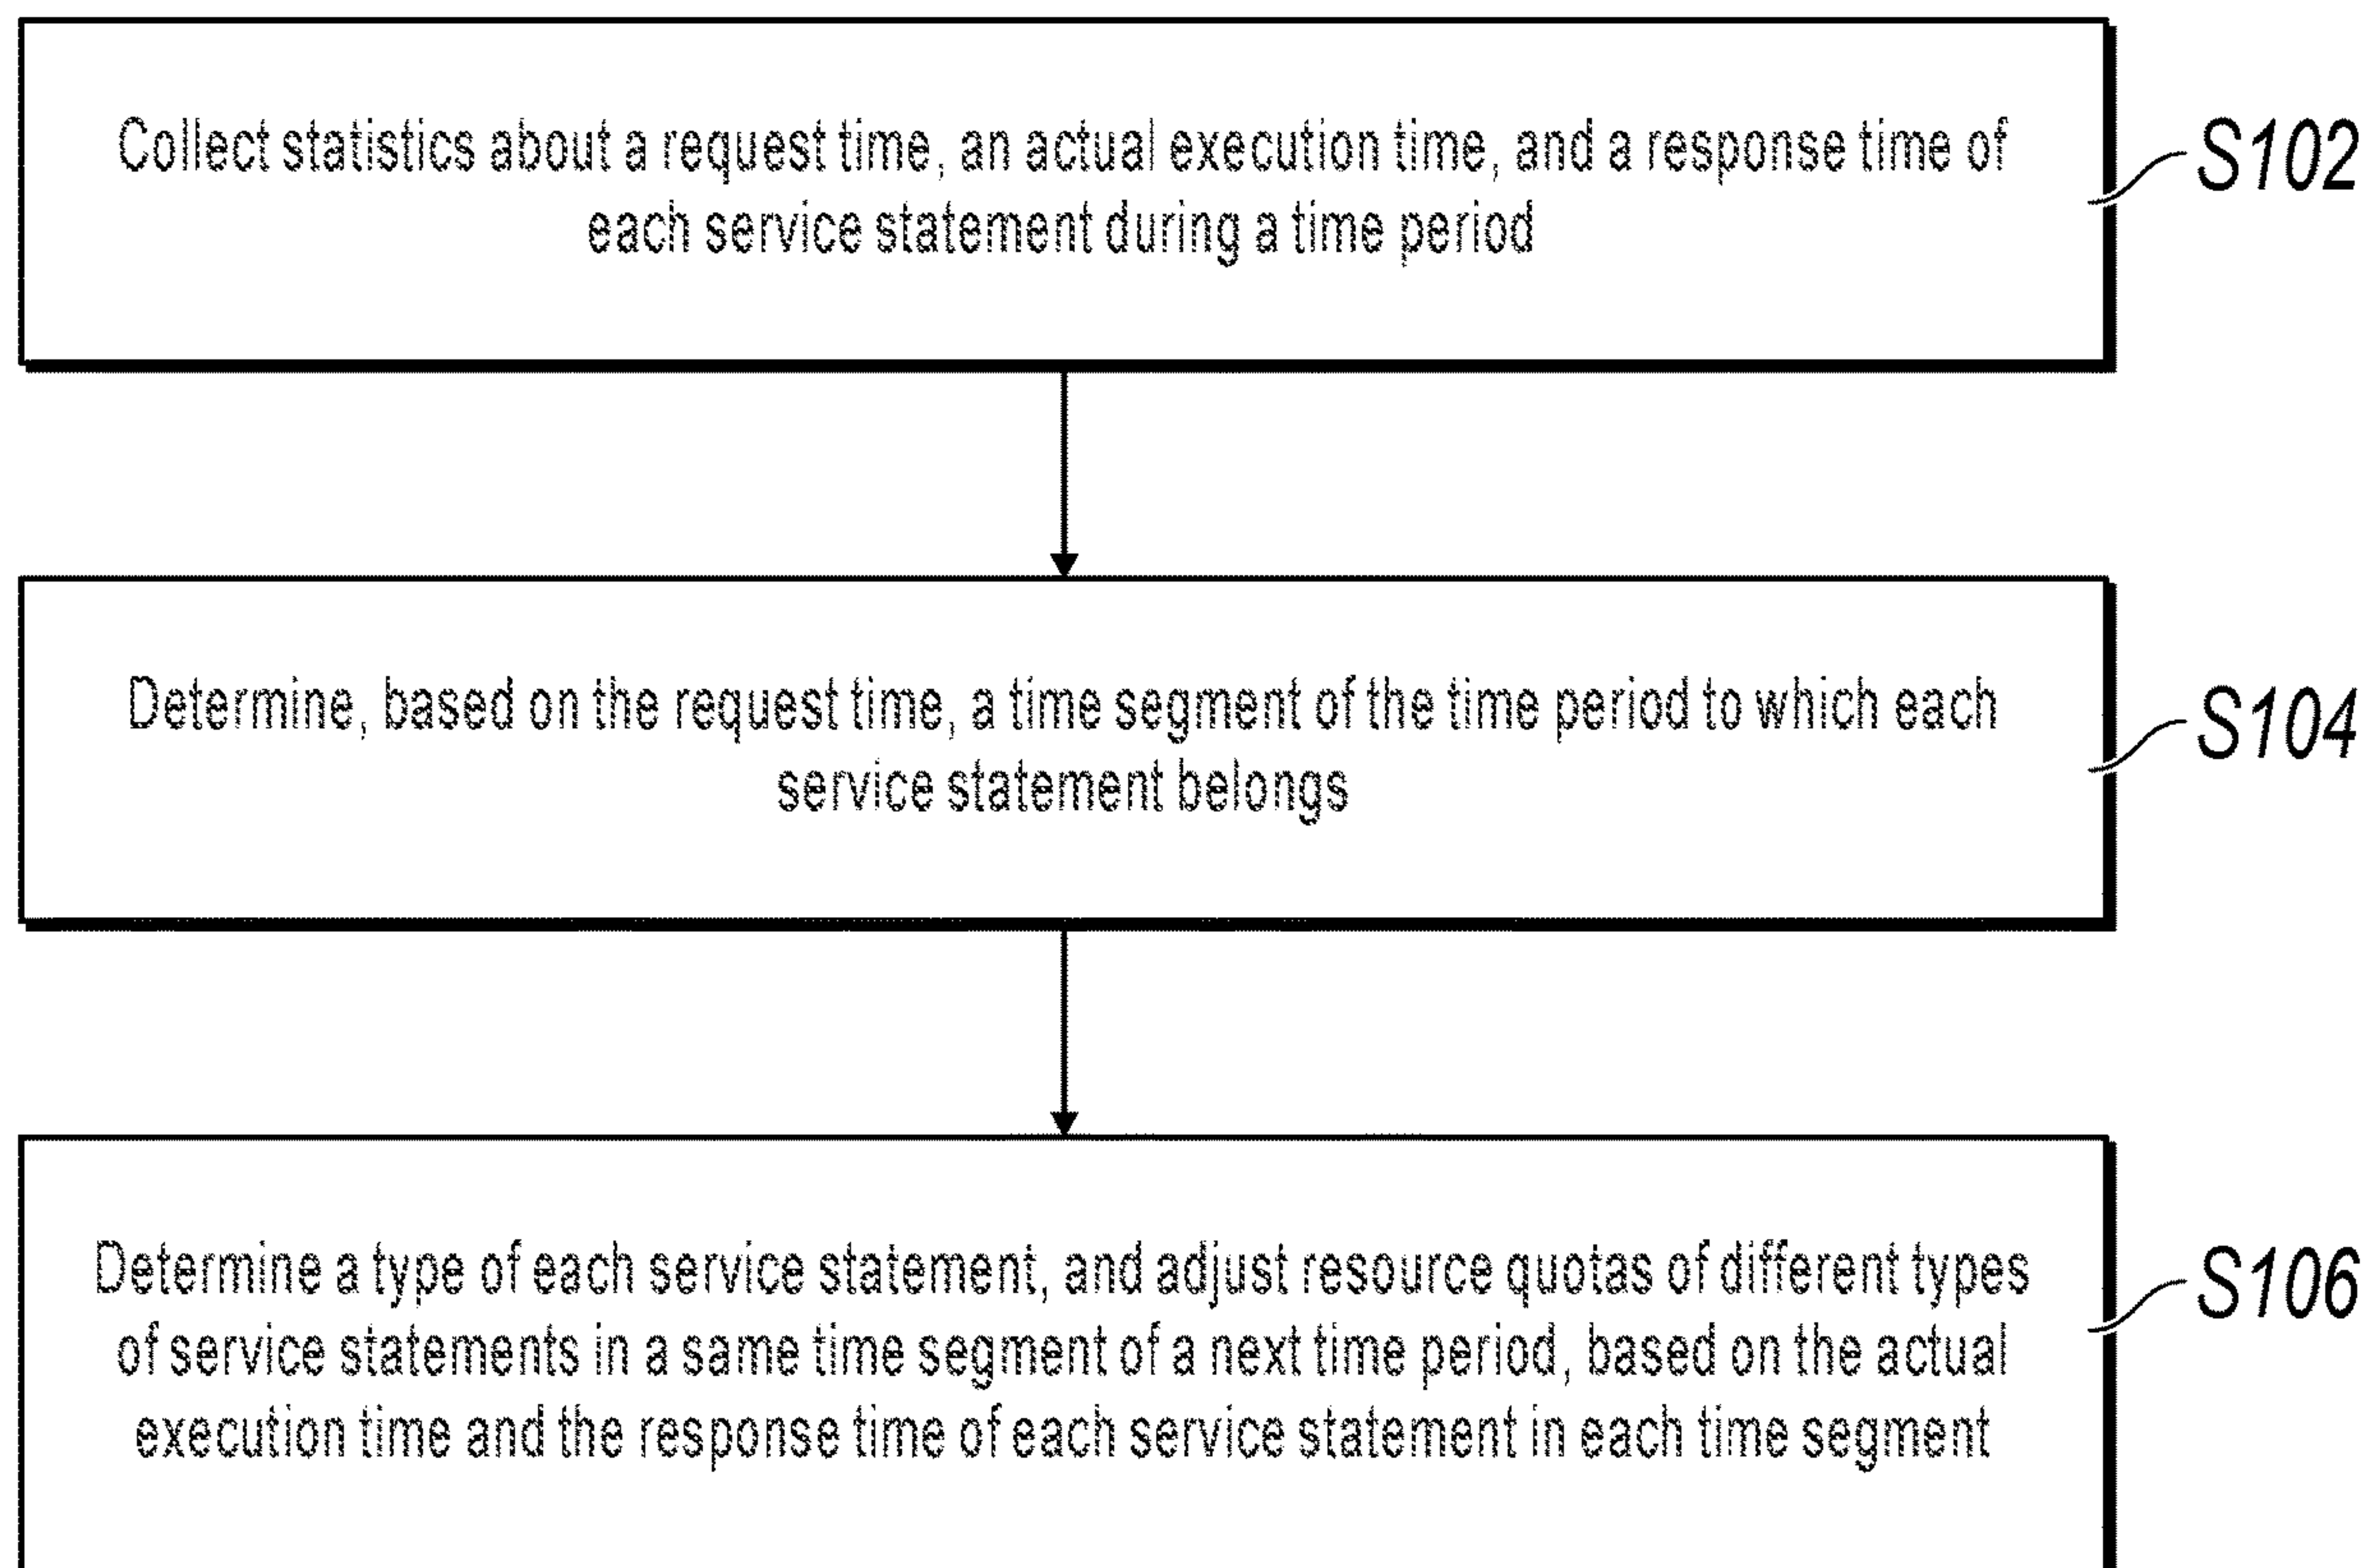 Collect statistics about a request time, an actual execution time, and a response time of
each service statement during a time period
S102
Determine, based on the request time, a time segment of the time period to which each
service statement belongs
S104
Determine a type of each service statement, and adjust resource quotas of different types
of service statements in a same time segment of a next time period, based on the actual
execution time and the response time of each service statement in each time segment
S106